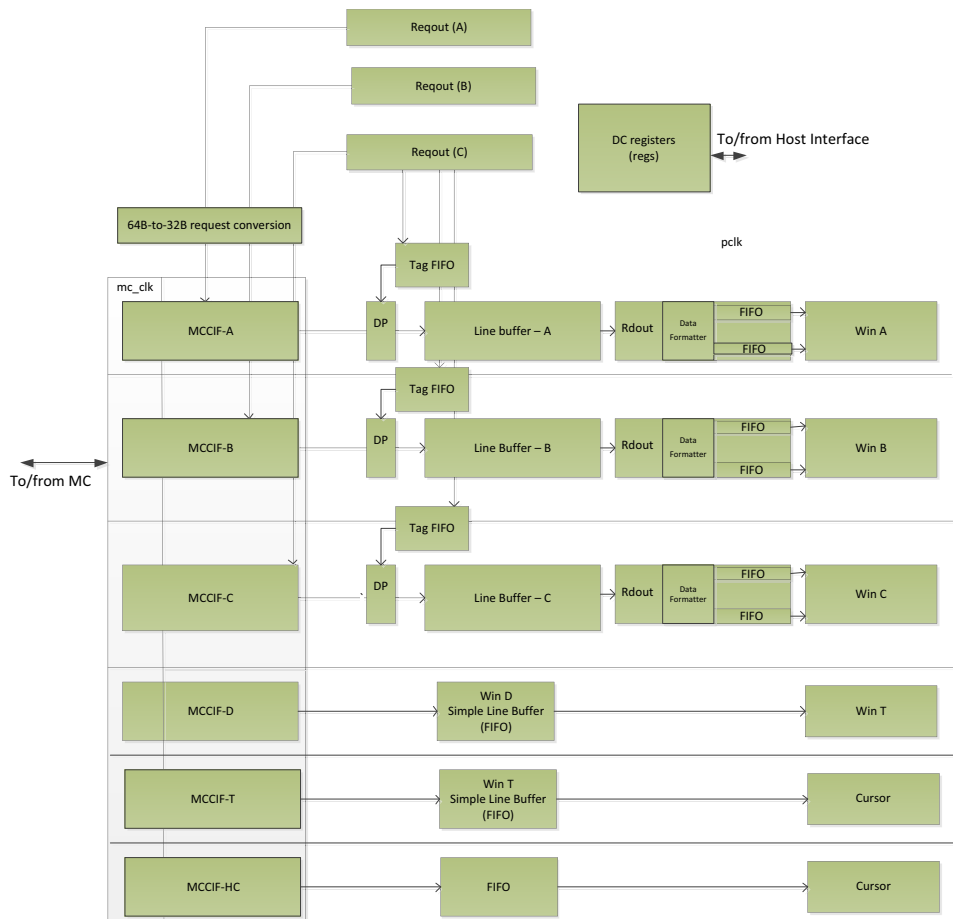 Reqout (A)
Reqout (B)
Reqout (C)
DC registers
(regs)
To/from Host Interface
64B-to-32B request conversion
pclk
Tag FIFO
mc_clk
MCCIF-A
DP
Line buffer – A
Rdout
Data
Formatter
FIFO
FIFO
Win A
Tag FIFO
MCCIF-B
DP
Line Buffer – B
Rdout
Data
Formatter
FIFO
FIFO
Win B
To/from MC
Tag FIFO
MCCIF-C
DP
Line Buffer – C
Rdout
Data
Formatter
FIFO
FIFO
Win C
MCCIF-D
Win D
Simple Line Buffer
(FIFO)
Win T
MCCIF-T
Win T
Simple Line Buffer
(FIFO)
Cursor
MCCIF-HC
FIFO
Cursor